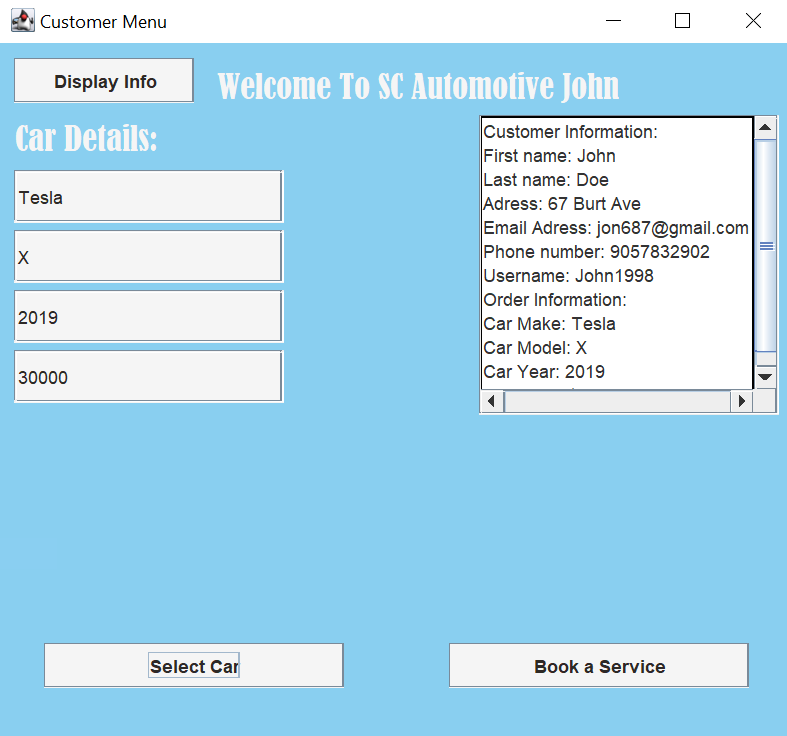 Customer Menu
Display Info
Welcome To SC Automotive John
Car Details:
Tesla
X
2019
30000
Customer Information:
First name: John
Last name: Doe
Adress: 67 Burt Ave
Email Adress: jon687@gmail.com
Phone number: 9057832902
Username: John1998
Order Information:
Car Make: Tesla
Car Model: X
Car Year: 2019
Select Car
Book a Service